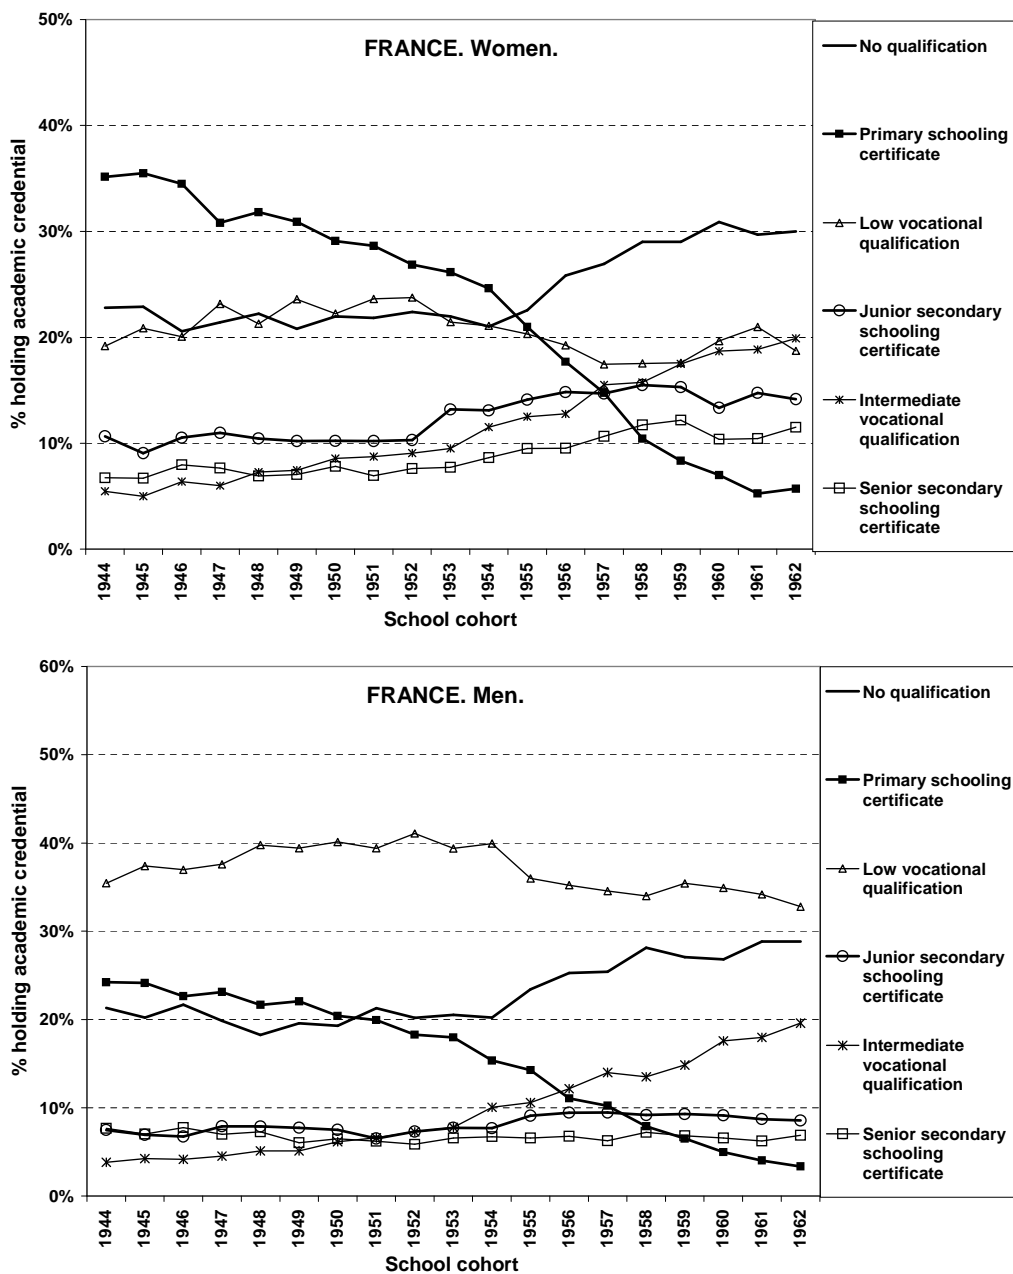 FRANCE. Women.
% holding academic credential
50%
40%
30%
20%
10%
0%
1944
1945
1946
1947
1948
1949
1950
1951
1952
1953
1954
1955
1956
1957
1958
1959
1960
1961
1962
School cohort
No qualification
Primary schooling
certificate
Low vocational
qualification
Junior secondary
schooling
certificate
Intermediate
vocational
qualification
Senior secondary
schooling
certificate
FRANCE. Men.
% holding academic credential
60%
50%
40%
30%
20%
10%
0%
1944
1945
1946
1947
1948
1949
1950
1951
1952
1953
1954
1955
1956
1957
1958
1959
1960
1961
1962
School cohort
No qualification
Primary schooling
certificate
Low vocational
qualification
Junior secondary
schooling
certificate
Intermediate
vocational
qualification
Senior secondary
schooling
certificate